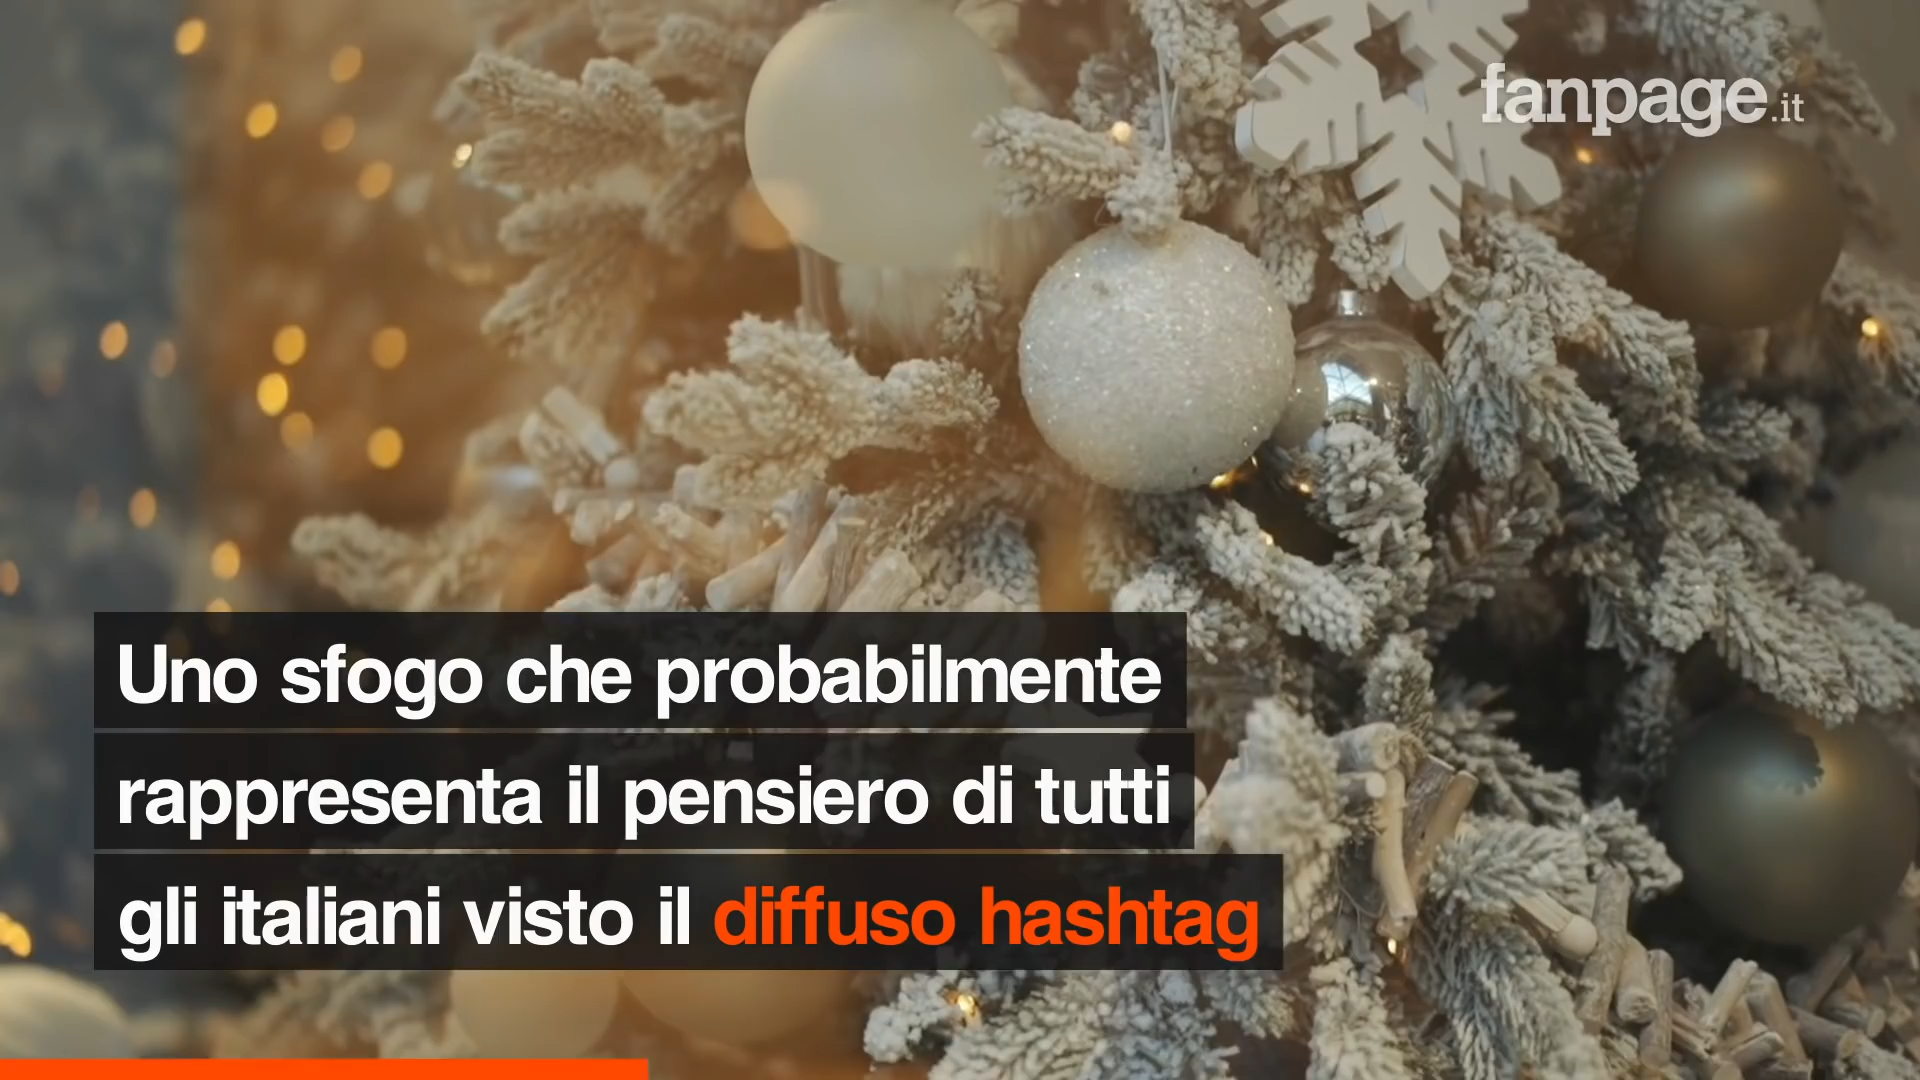 fanpage.it
Uno sfogo che probabilmente
rappresenta il pensiero di tutti
gli italiani visto il diffuso hashtag